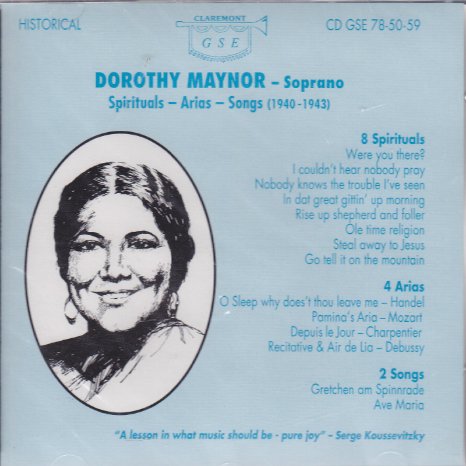 HISTORICAL
CLAREMONT
GSE
CD GSE 78-50-59
DOROTHY MAYNOR – Soprano
Spirituals – Arias – Songs (1940-1943)
8 Spirituals
Were you there?
I couldn't hear nobody pray
Nobody knows the trouble I've seen
In dat great gittin' up morning
Rise up shepherd and foller
Ole time religion
Steal away to Jesus
Go tell it on the mountain
4 Arias
O Sleep why does't thou leave me – Handel
Pamina's Aria – Mozart
Depuis le Jour – Charpentier
Recitative & Air de Lia – Debussy
2 Songs
Gretchen am Spinnrade
Ave Maria
"A lesson in what music should be - pure joy" – Serge Koussevitzky